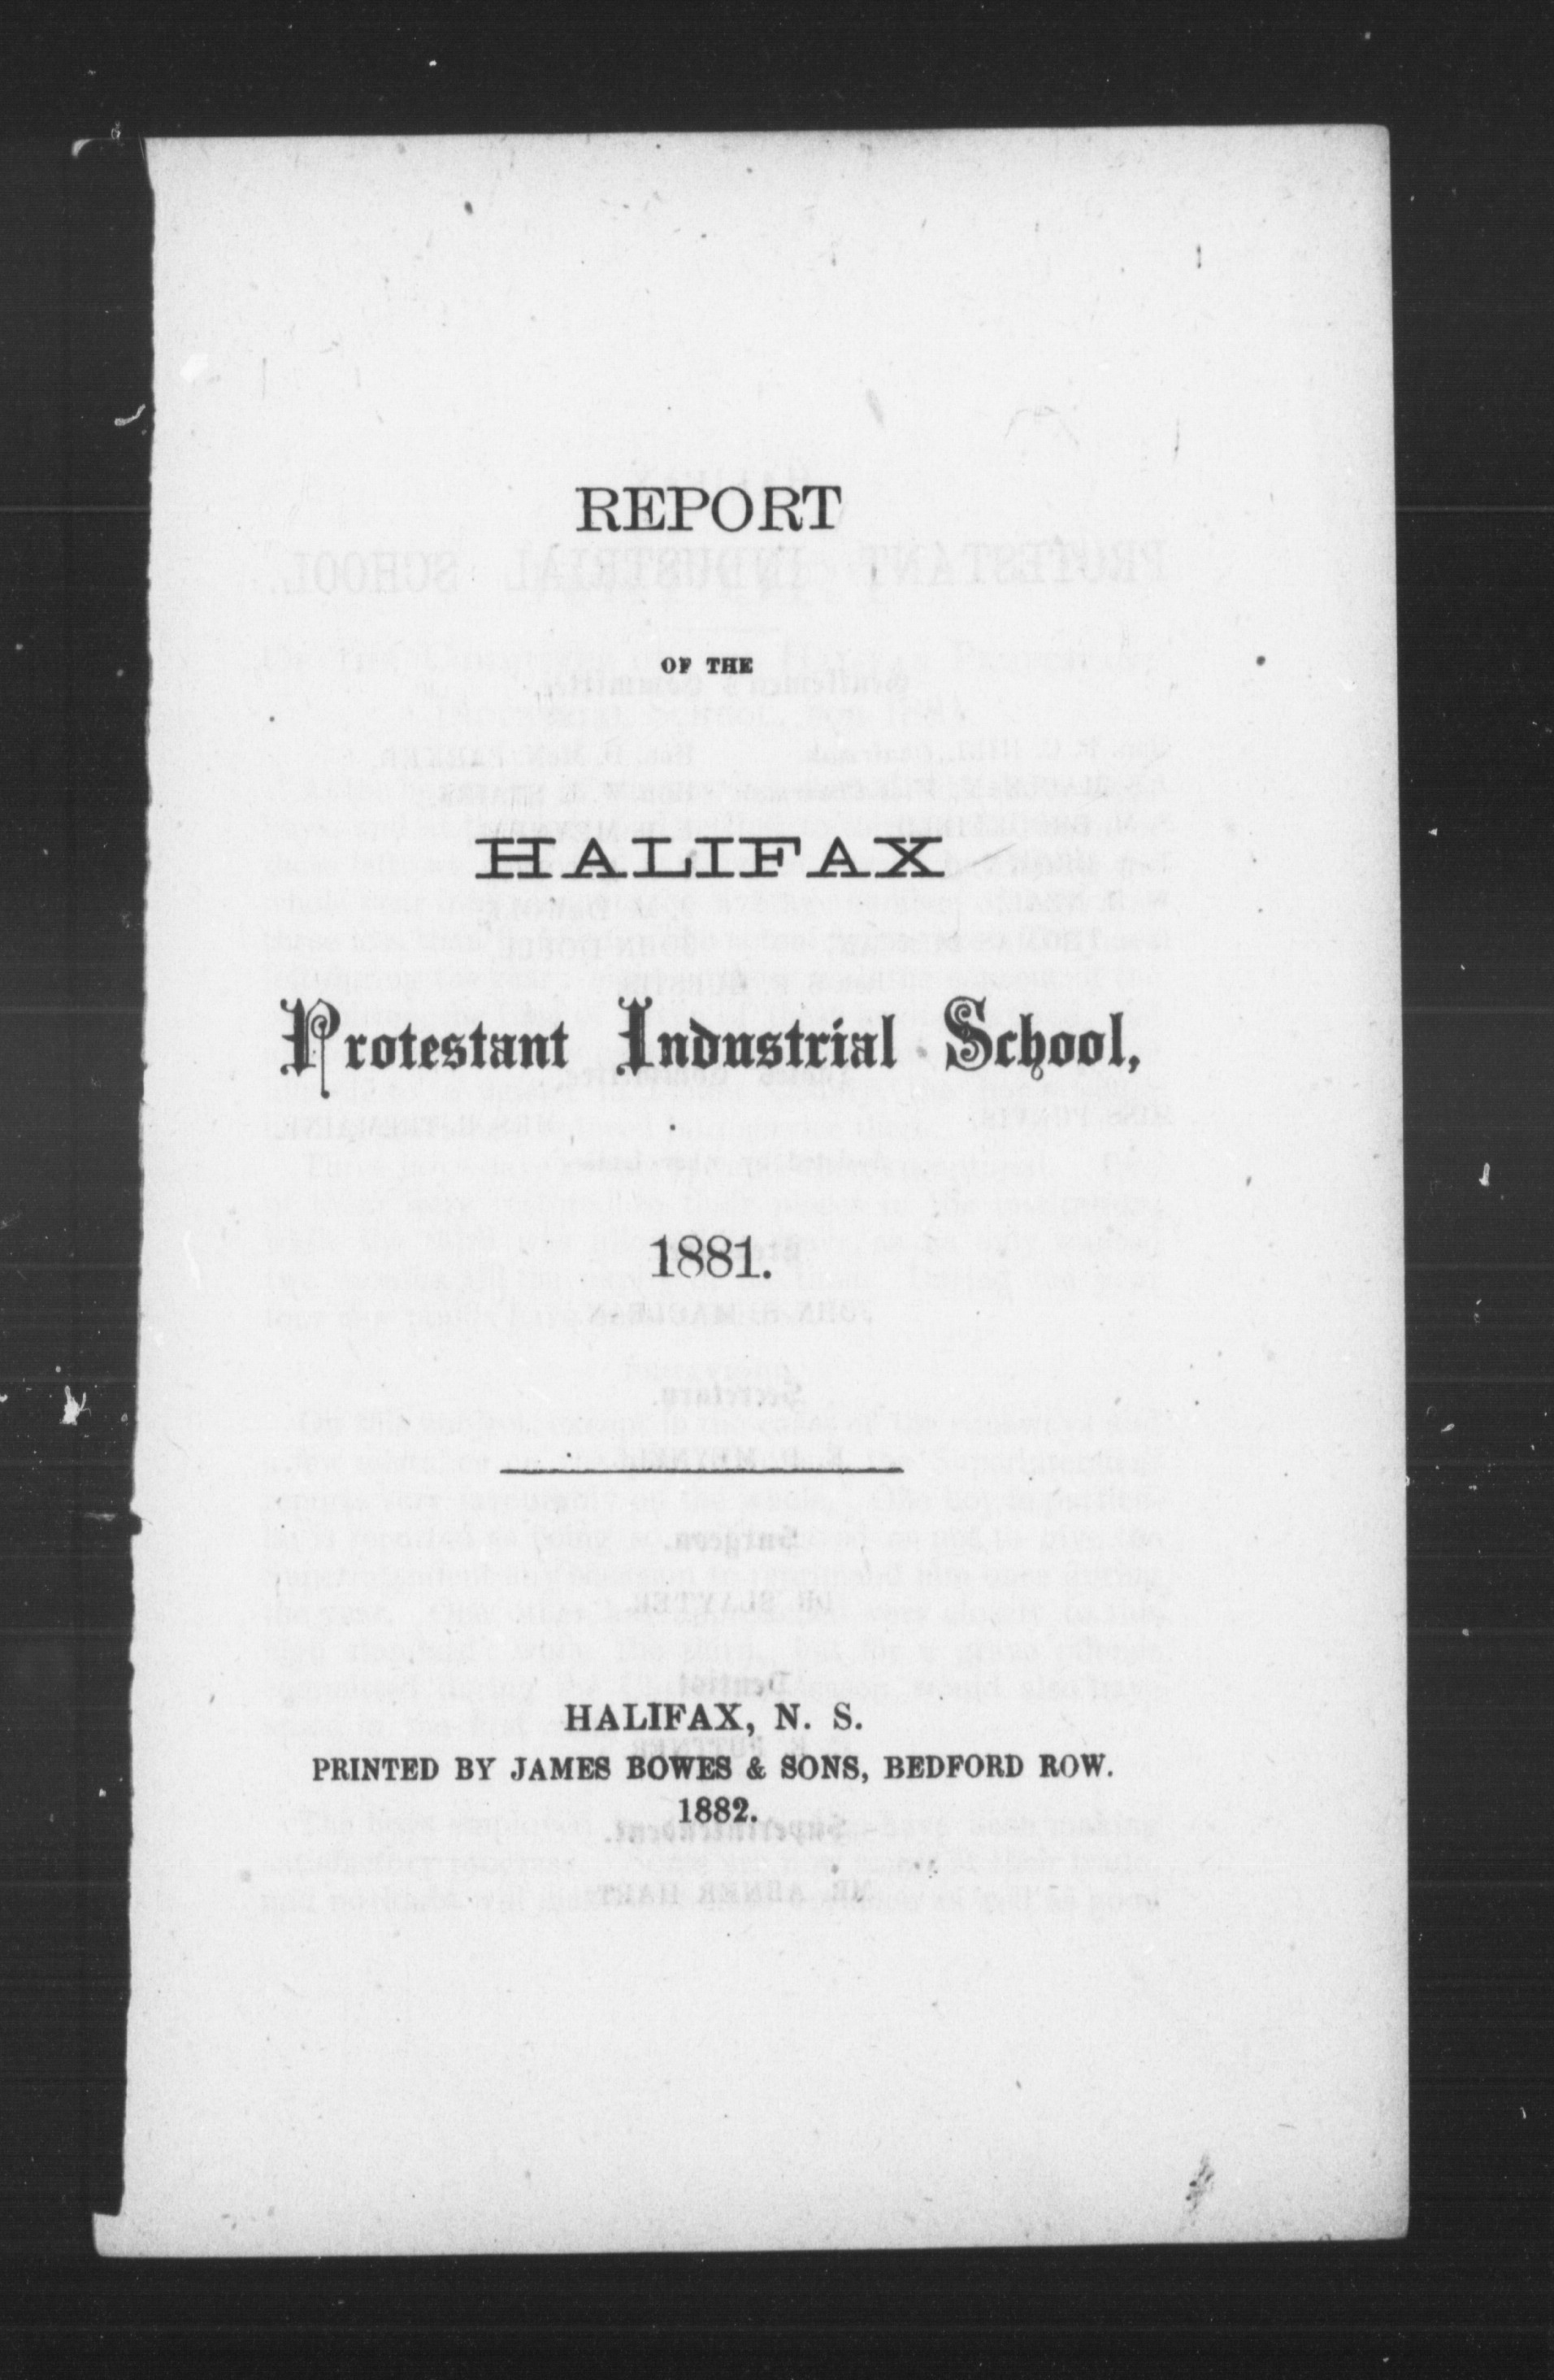 REPORT
OF THE
HALIFAX
Protestant Industrial School,
1881.
HALIFAX, N. S.
PRINTED BY JAMES BOWES & SONS, BEDFORD ROW.
1882.